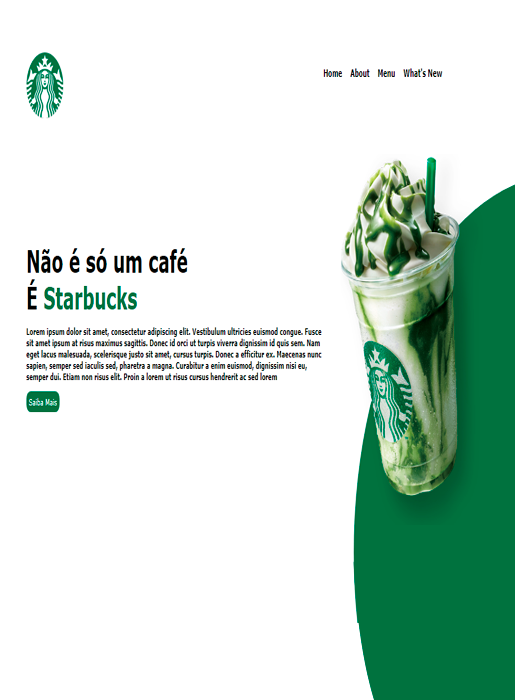 Home About Menu What's New
Não é só um café
É Starbucks
Lorem ipsum dolor sit amet, consectetur adipiscing elit. Vestibulum ultricies euismod congue. Fusce
sit amet ipsum at risus maximus sagittis. Donec id orci ut turpis viverra dignissim id quis sem. Nam
eget lacus malesuada, scelerisque justo sit amet, cursus turpis. Donec a efficitur ex. Maecenas nunc
sapien, semper sed iaculis sed, pharetra a magna. Curabitur a enim euismod, dignissim nisi eu,
semper dui. Etiam non risus elit. Proin a lorem ut risus cursus hendrerit ac sed lorem
Saiba Mais